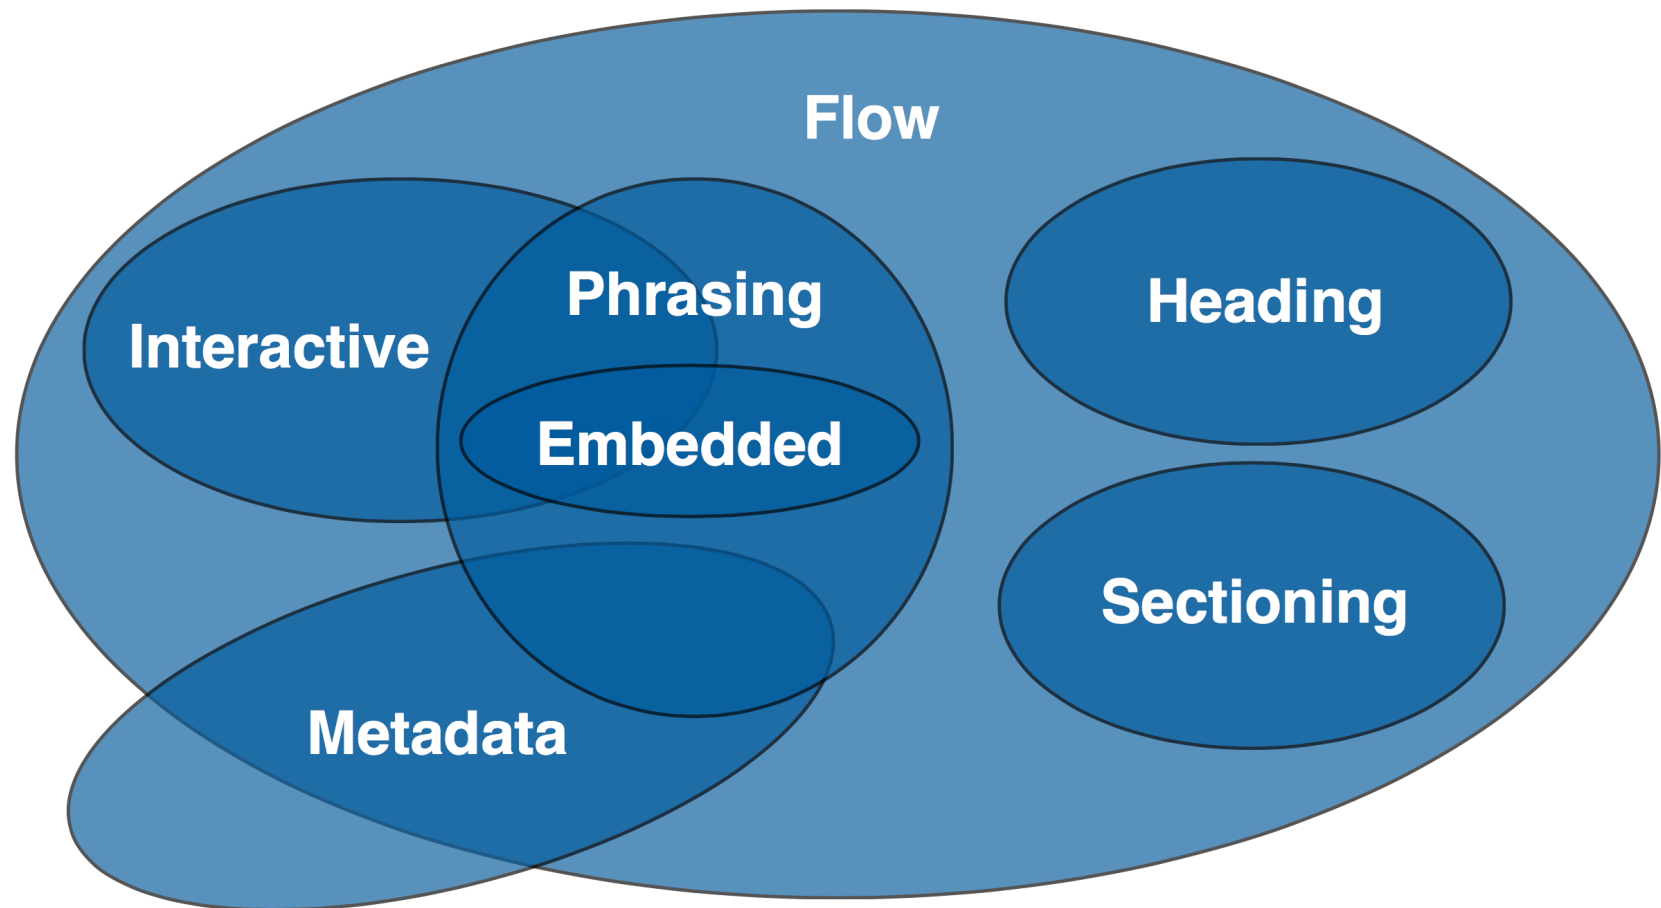 Flow
Interactive
Phrasing
Embedded
Heading
Sectioning
Metadata